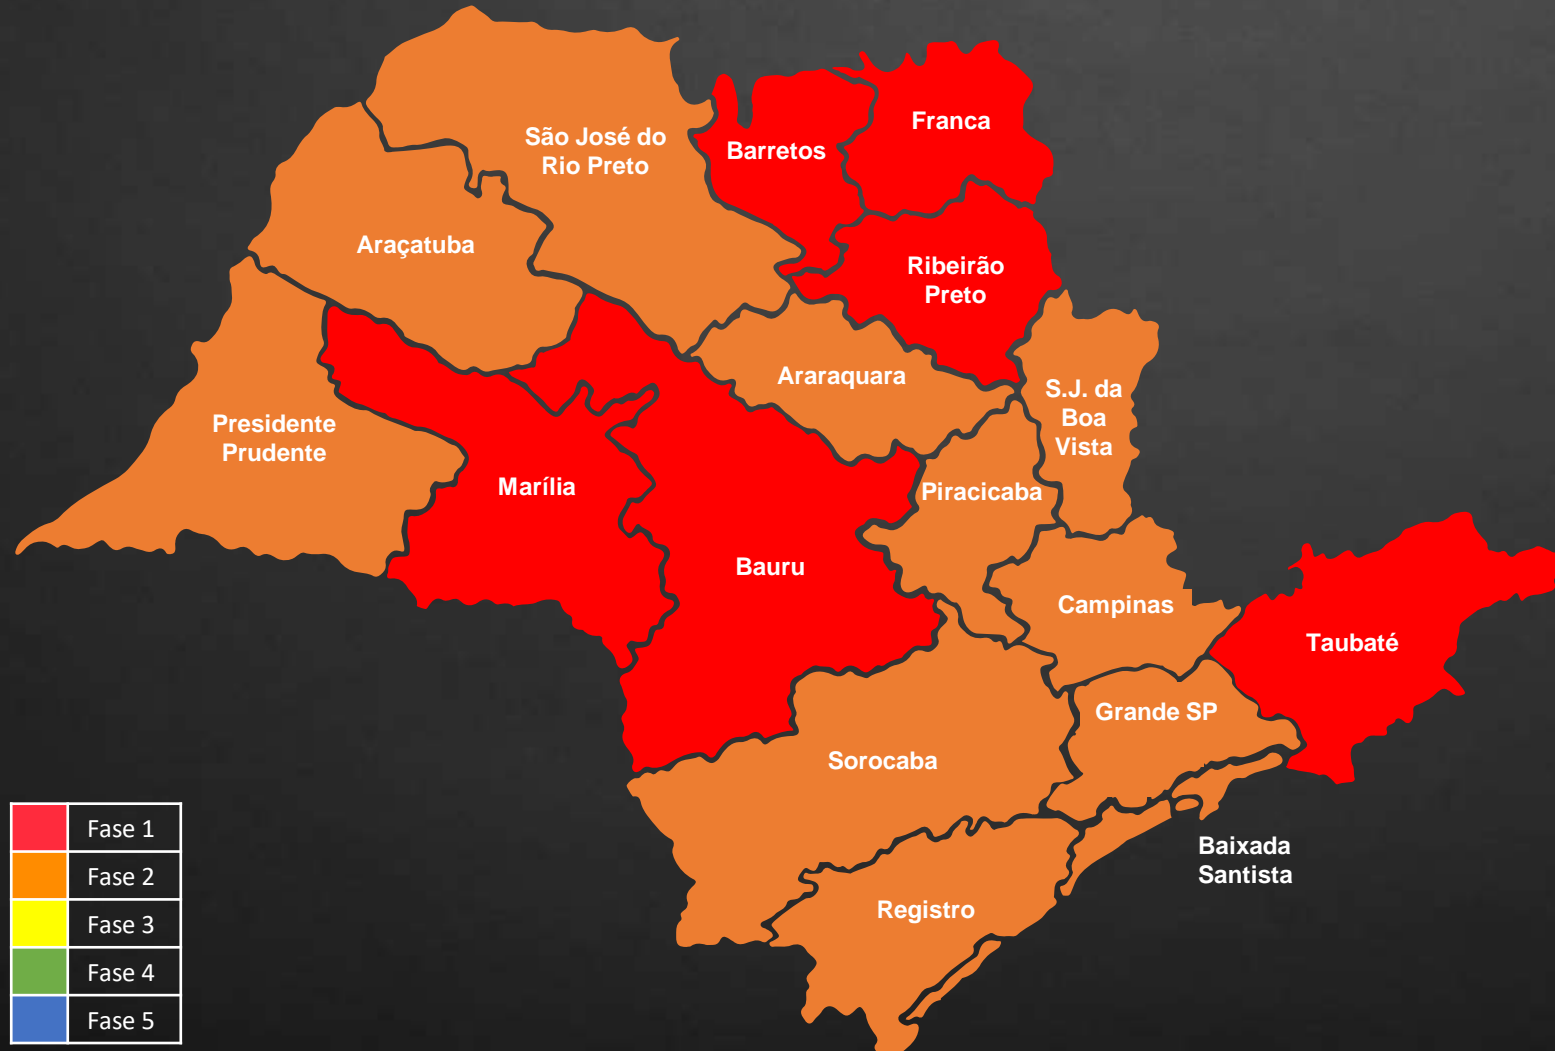 São José do
Rio Preto
Barretos
Franca
Araçatuba
Ribeirão
Preto
Araraquara
S.J. da
Boa
Vista
Presidente
Prudente
Marília
Piracicaba
Bauru
Campinas
Taubaté
Grande SP
Sorocaba
Baixada
Santista
Registro
Fase 1
Fase 2
Fase 3
Fase 4
Fase 5